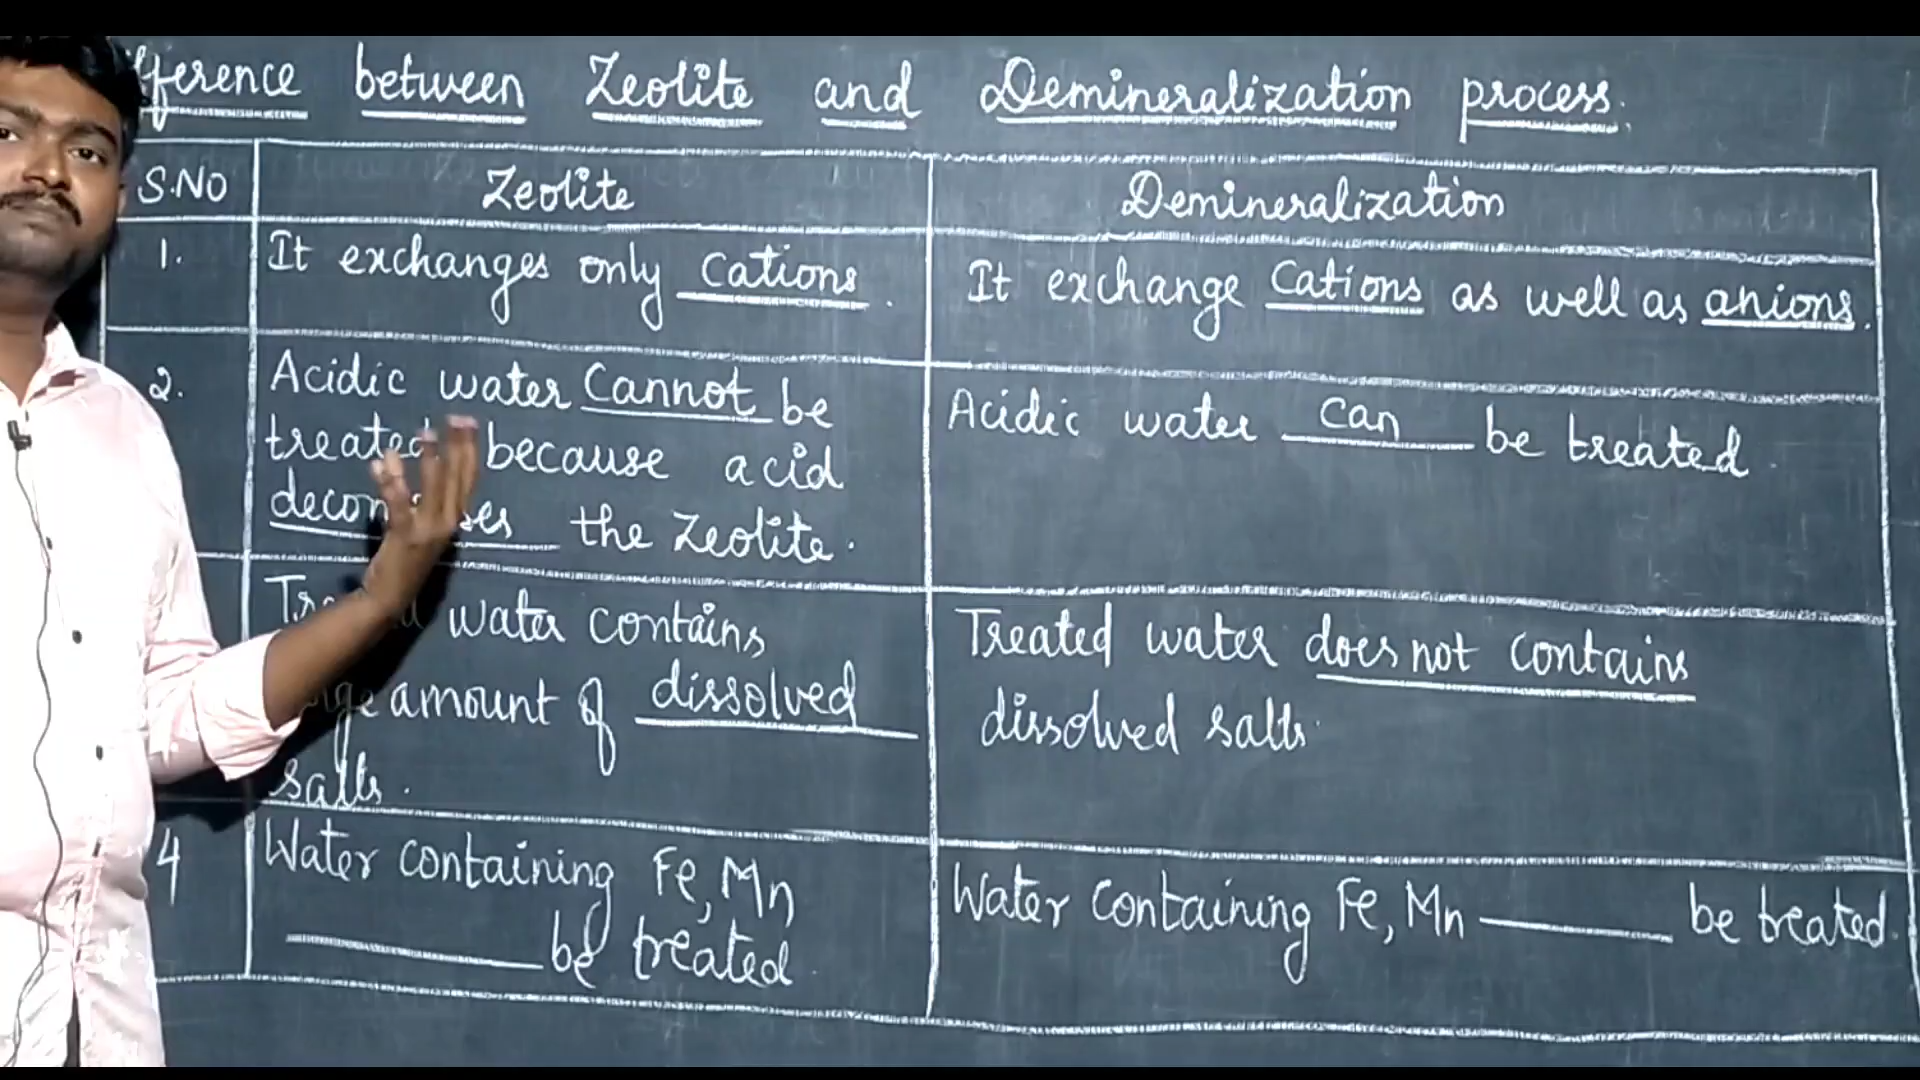 fference between Zeolite and Demineralization process.
S.NO Zeolite Demineralization
1. It exchanges only Cations. It exchange Cations as well as anions.
2. Acidic water Cannot be
treated because acid
the Zeolite.
Acidic water can be treated.
water contains
amount of dissolved
salts.
Treated water does not contains
dissolved salts.
4 Water containing Fe, Mn
be treated.
Water containing Fe, Mn be treated.